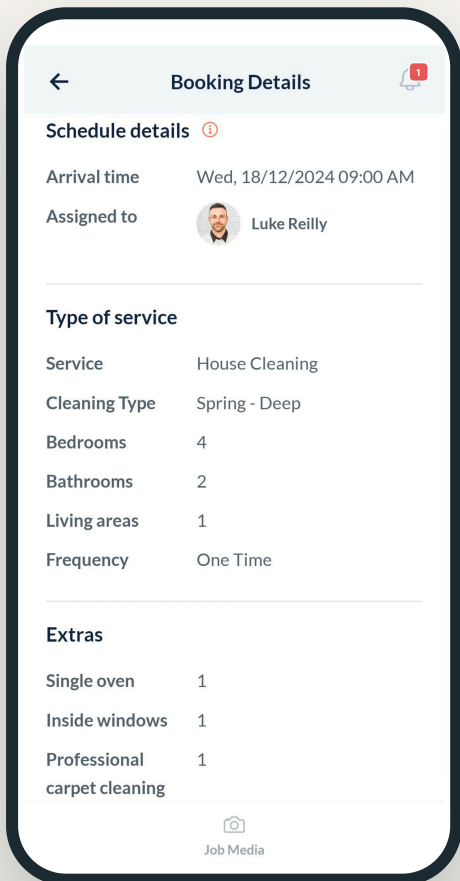 Booking Details
1
Schedule details
Arrival time Wed, 18/12/2024 09:00 AM
Assigned to Luke Reilly
Type of service
Service House Cleaning
Cleaning Type Spring - Deep
Bedrooms 4
Bathrooms 2
Living areas 1
Frequency One Time
Extras
Single oven 1
Inside windows 1
Professional 1
carpet cleaning
Job Media